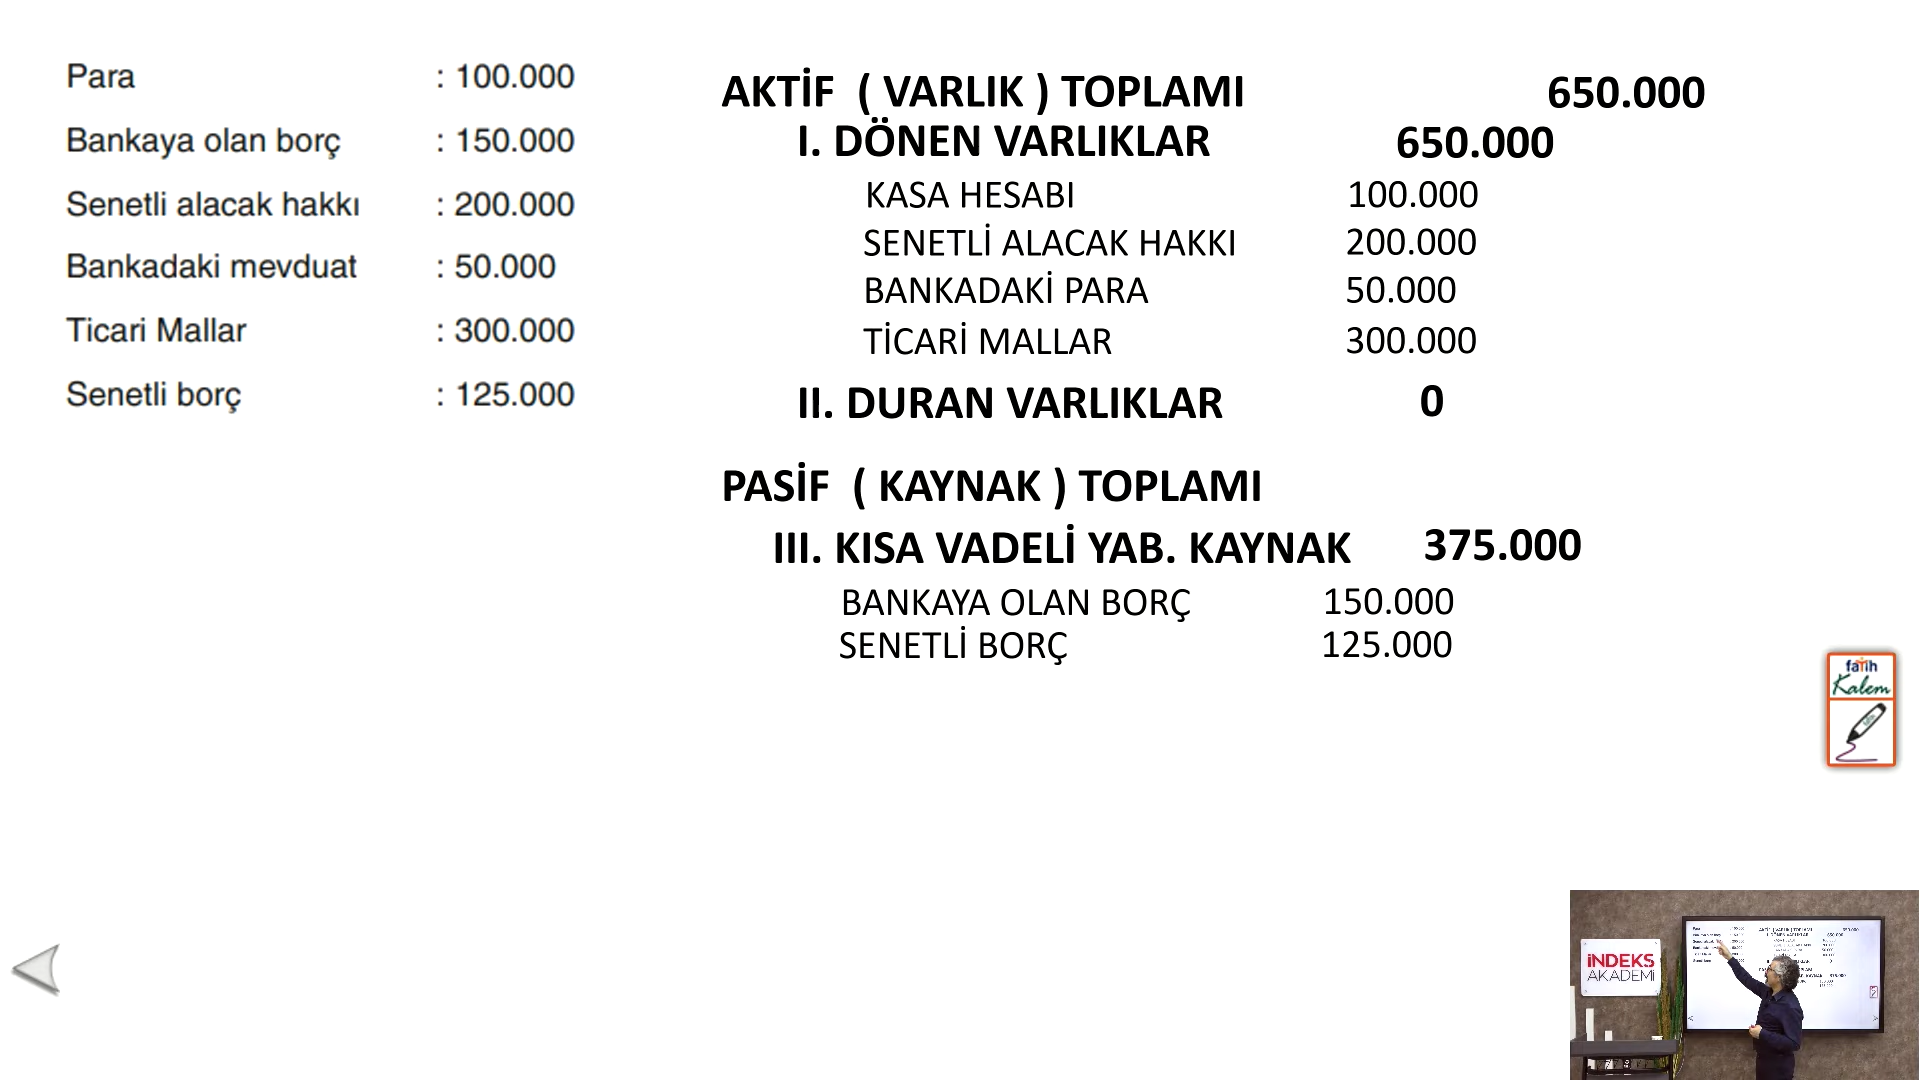 Para : 100.000
Bankaya olan borç : 150.000
Senetli alacak hakkı : 200.000
Bankadaki mevduat : 50.000
Ticari Mallar : 300.000
Senetli borç : 125.000
AKTİF ( VARLIK ) TOPLAMI 650.000
I. DÖNEN VARLIKLAR 650.000
KASA HESABI 100.000
SENETLİ ALACAK HAKKI 200.000
BANKADAKİ PARA 50.000
TİCARİ MALLAR 300.000
II. DURAN VARLIKLAR 0
PASİF ( KAYNAK ) TOPLAMI
III. KISA VADELİ YAB. KAYNAK 375.000
BANKAYA OLAN BORÇ 150.000
SENETLİ BORÇ 125.000
fatih
Kalem
İNDEKS
AKADEMİ